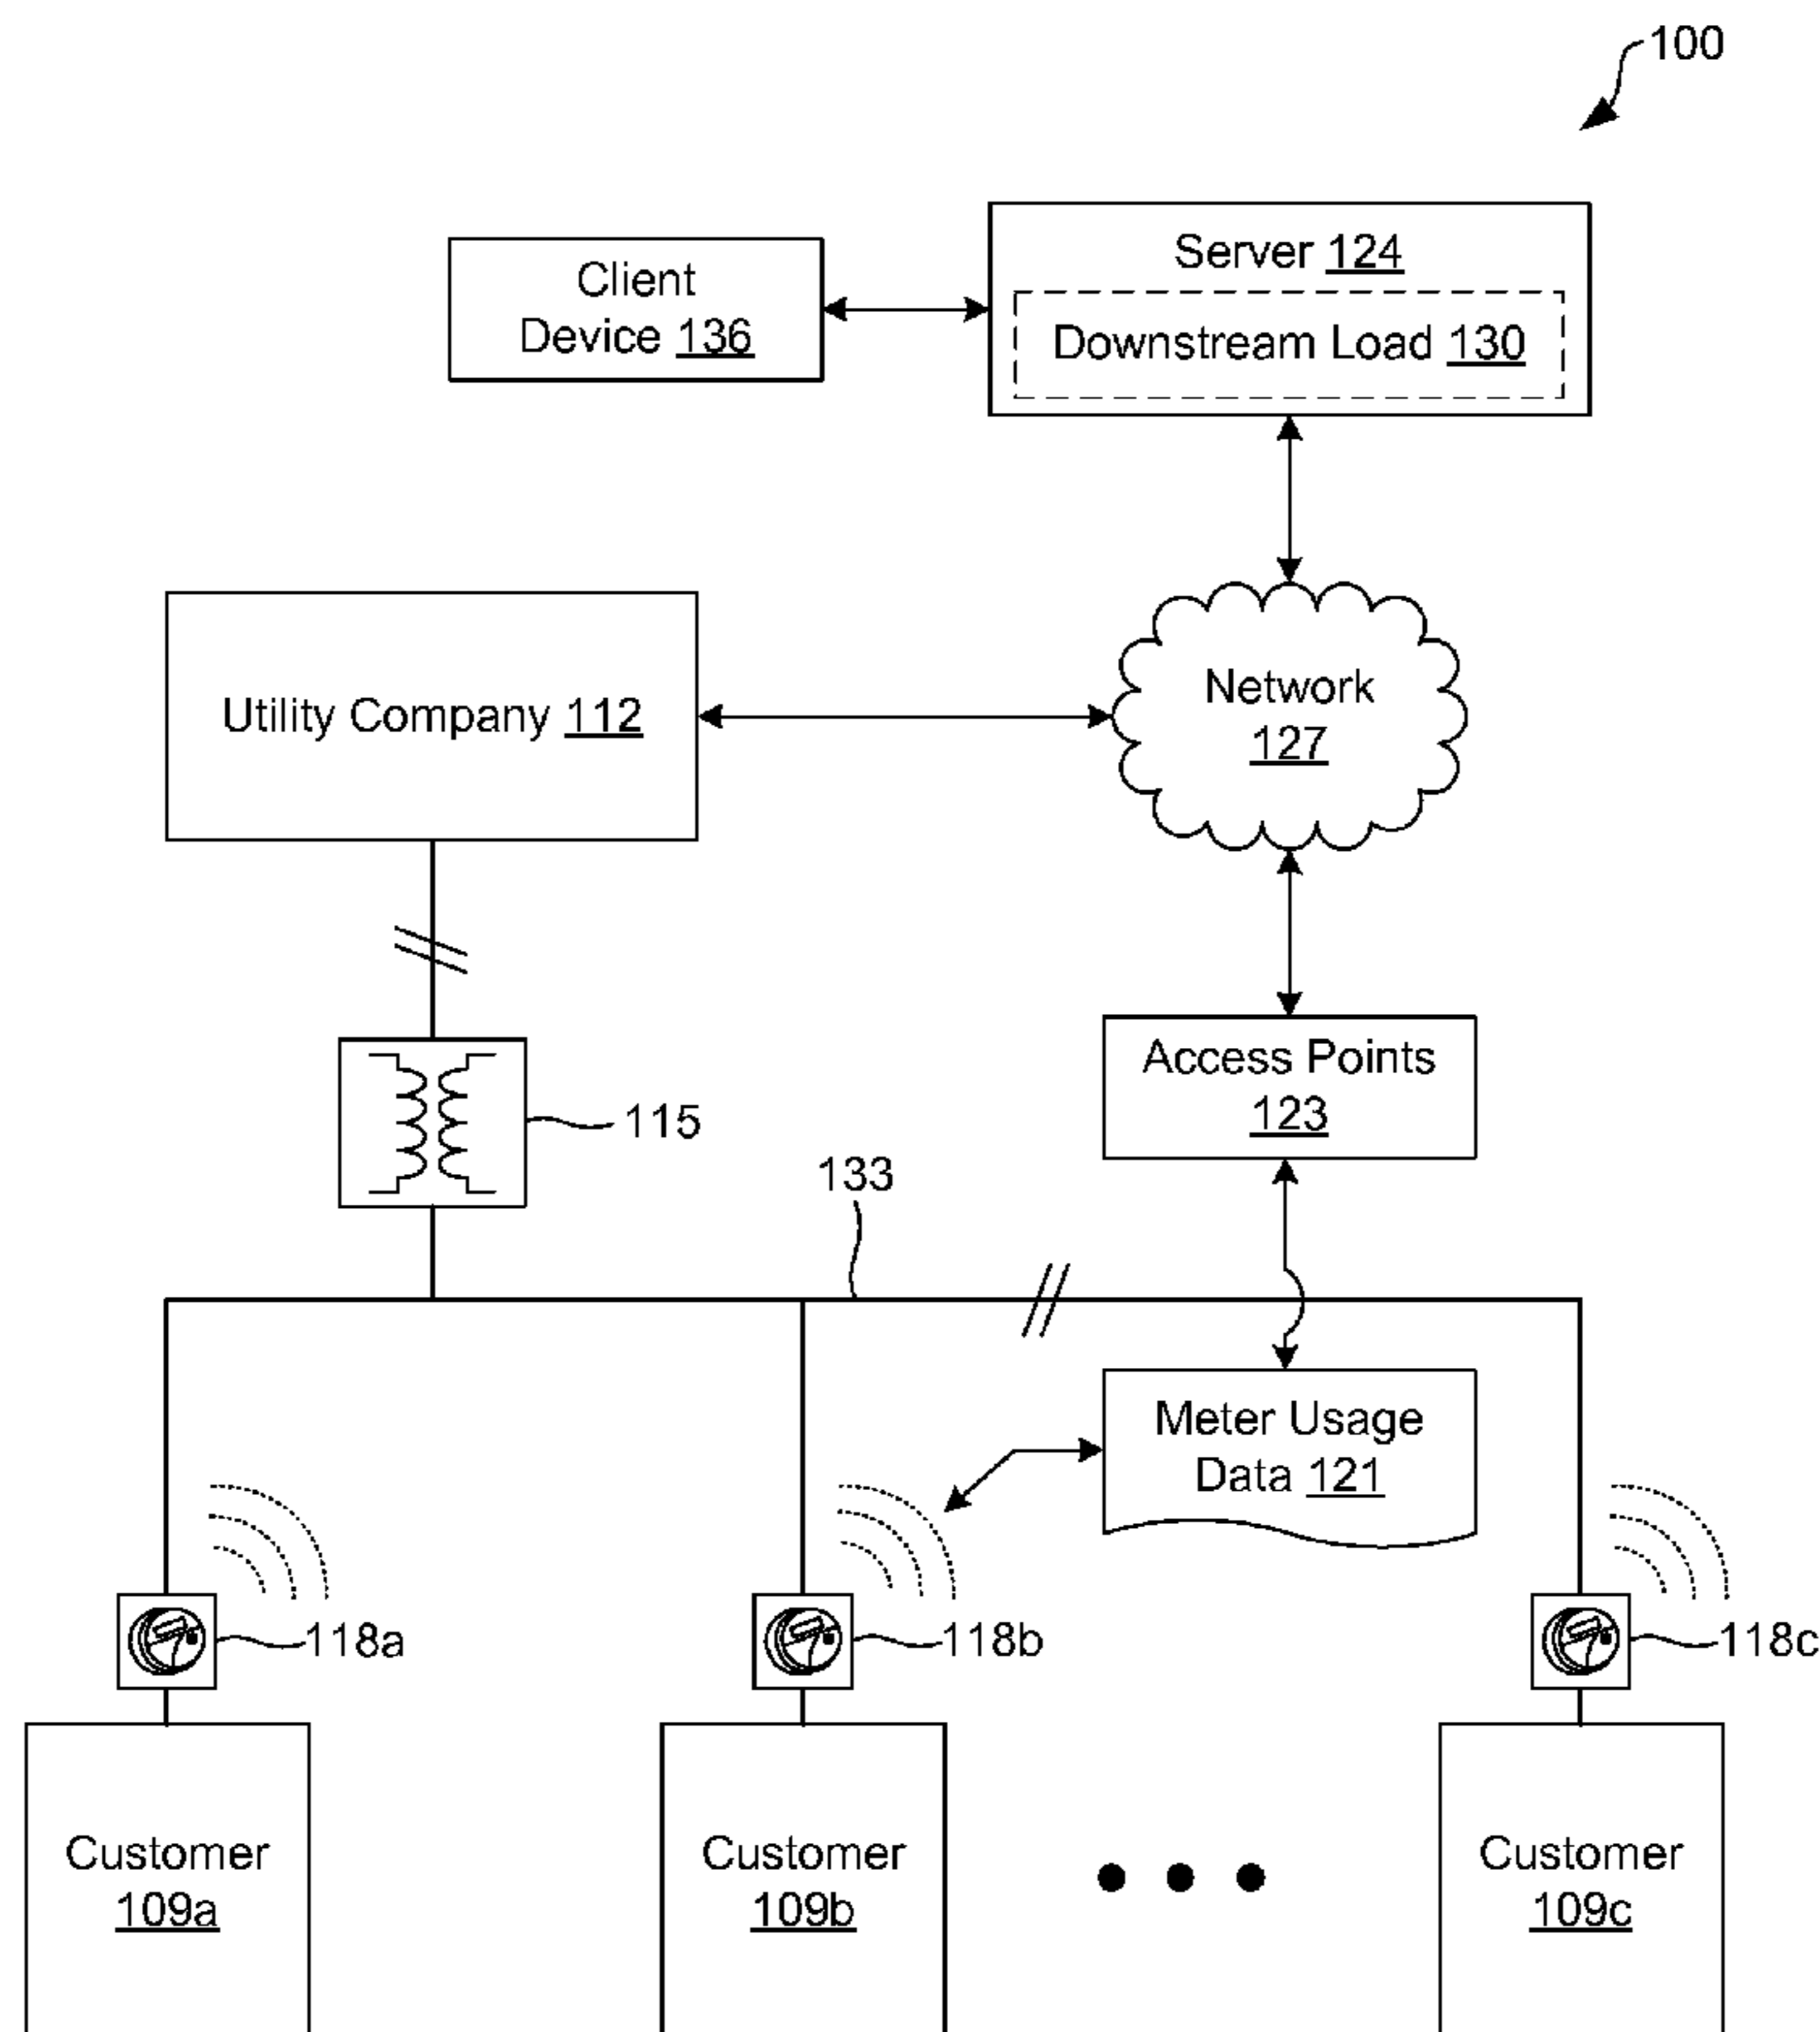 100
Server 124
Client
Device 136
Downstream Load 130
Network
127
Utility Company 112
Access Points
123
115
133
Meter Usage
Data 121
118a
118b
118c
Customer
109a
Customer
109b
Customer
109c